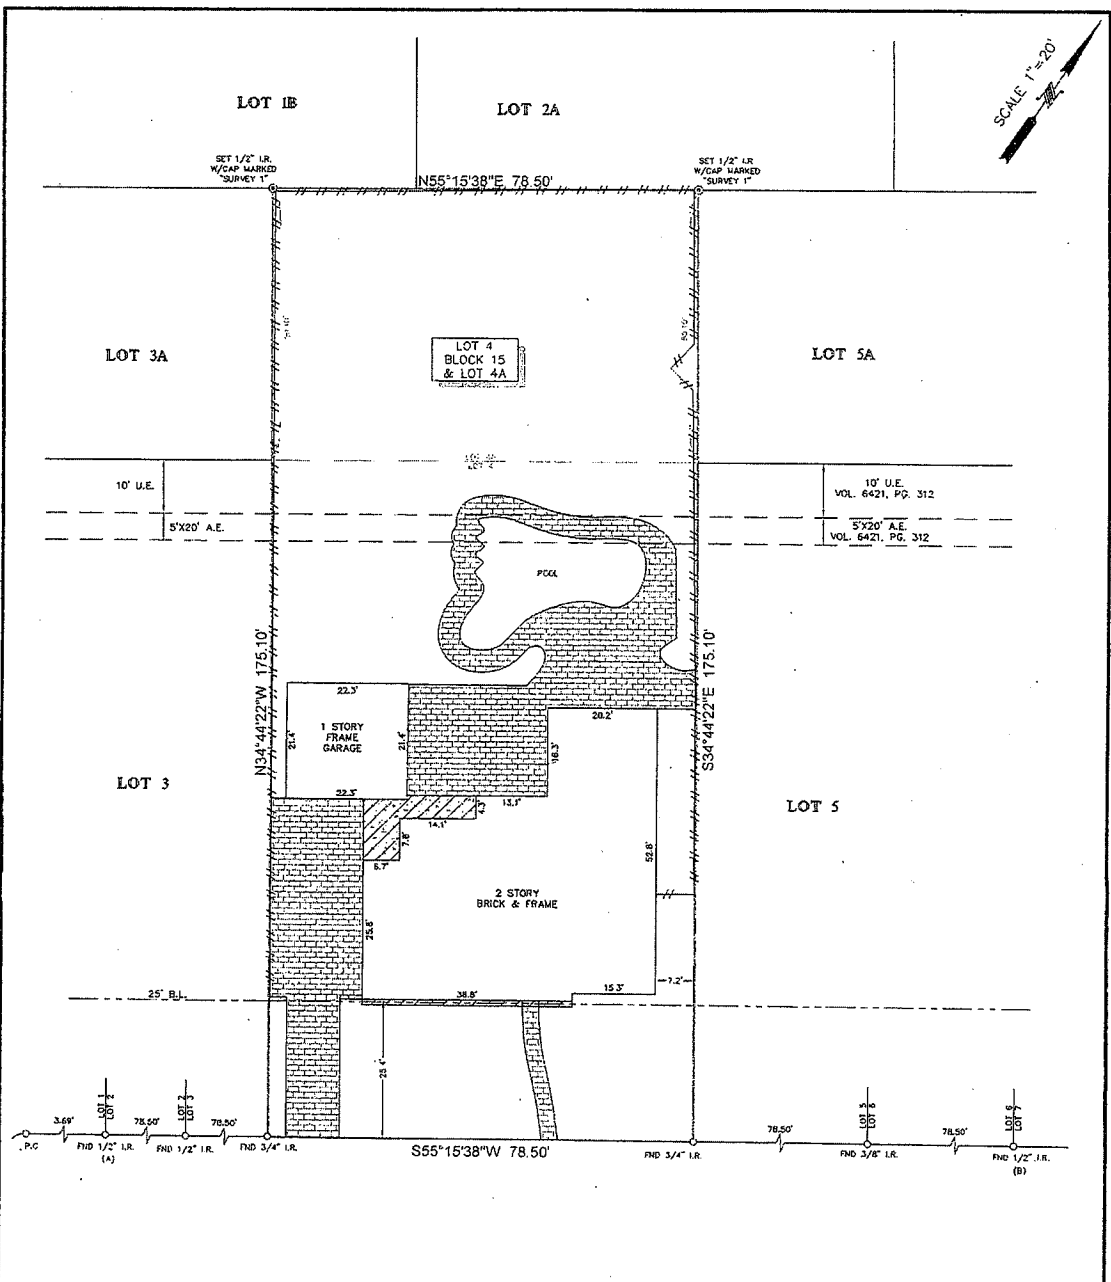 SCALE 1"=20'
LOT 1B
LOT 2A
SET 1/2" I.R.
W/CAP MARKED
"SURVEY 1"
SET 1/2" I.R
W/CAP MARKED
"SURVEY 1"
N55°15'38"E 78.50'
LOT 3A
LOT 4
BLOCK 15
& LOT 4A
LOT 5A
10' U.E.
5'X20' A.E.
10' U.E.
VOL. 6421, PG. 312
5'X20' A.E.
VOL. 6421, PG. 312
POOL
N34°44'22"W 175.10'
S34°44'22"E 175.10'
22.3'
1 STORY
FRAME
GARAGE
21.4'
21.4'
22.3'
20.2'
16.3'
13.1'
4.3'
14.1'
7.8'
6.7'
LOT 3
LOT 5
52.8'
2 STORY
BRICK & FRAME
25.8'
25' B.L.
38.8'
15.3'
7.2'
25.4'
3.69'
LOT 1
LOT 2
78.50'
LOT 2
LOT 3
78.50'
78.50'
LOT 5
LOT 6
78.50'
LOT 6
LOT 7
P.C
FND 1/2" I.R.
(A)
FND 1/2" I.R.
FND 3/4" I.R.
S55°15'38"W 78.50'
FND 3/4" I.R.
FND 3/8" I.R.
FND 1/2" I.R.
(B)